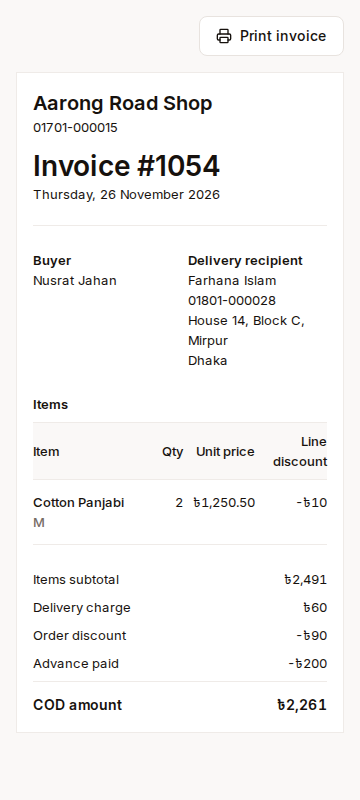 Print invoice
Aarong Road Shop
01701-000015
Invoice #1054
Thursday, 26 November 2026
Buyer
Nusrat Jahan
Delivery recipient
Farhana Islam
01801-000028
House 14, Block C,
Mirpur
Dhaka
Items
Item Qty Unit price Line discount
Cotton Panjabi 2 ৳1,250.50 -৳10
M
Items subtotal ৳2,491
Delivery charge ৳60
Order discount -৳90
Advance paid -৳200
COD amount ৳2,261